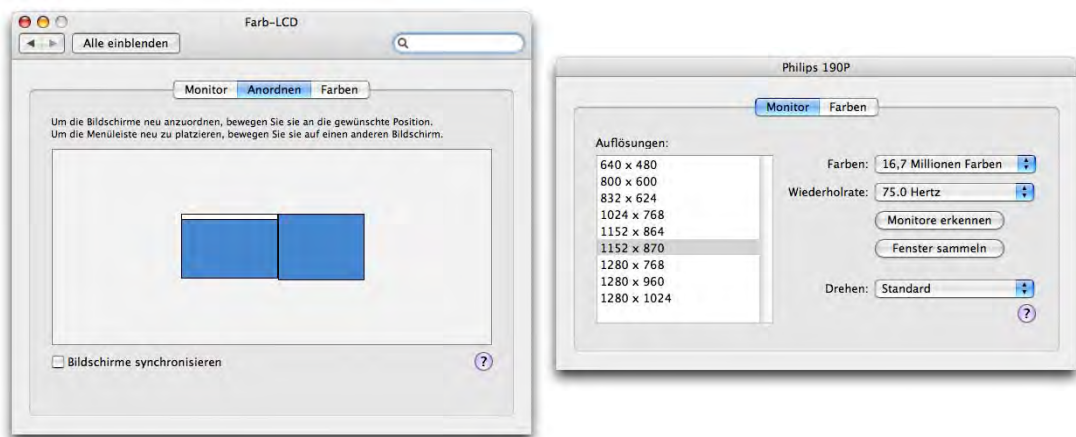 Farb-LCD
Alle einblenden
Monitor Anordnen Farben
Um die Bildschirme neu anzuordnen, bewegen Sie sie an die gewünschte Position.
Um die Menüleiste neu zu platzieren, bewegen Sie sie auf einen anderen Bildschirm.
Bildschirme synchronisieren ?
Philips 190P
Monitor Farben
Auflösungen:
640 x 480
800 x 600
832 x 624
1024 x 768
1152 x 864
1152 x 870
1280 x 768
1280 x 960
1280 x 1024
Farben: 16,7 Millionen Farben
Wiederholrate: 75.0 Hertz
Monitore erkennen
Fenster sammeln
Drehen: Standard
?